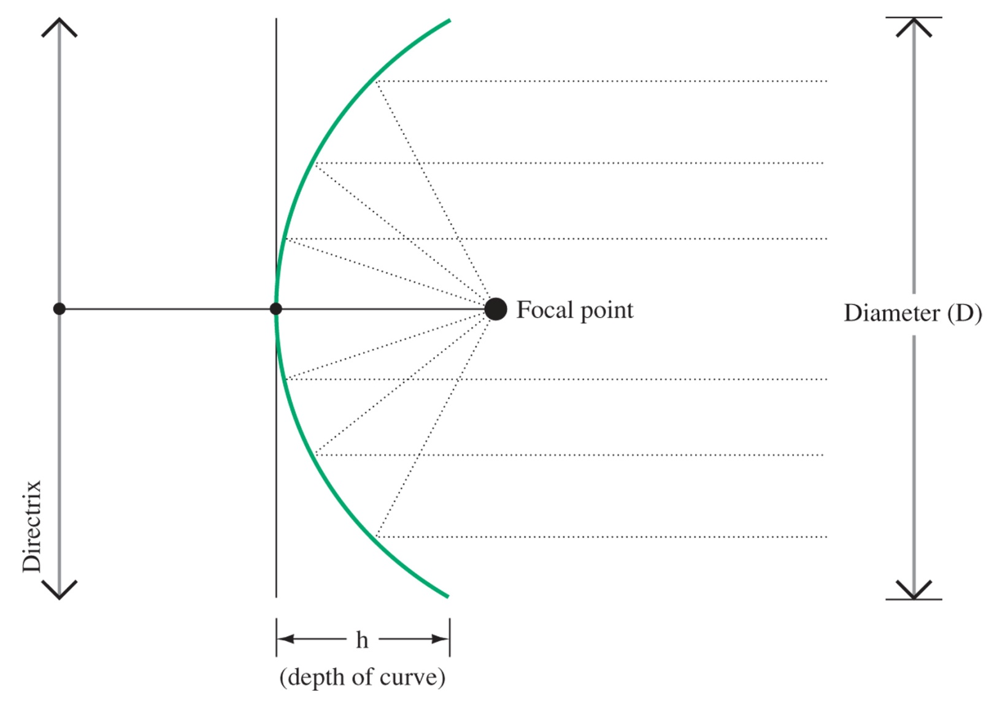 Focal point
Diameter (D)
Directrix
h
(depth of curve)